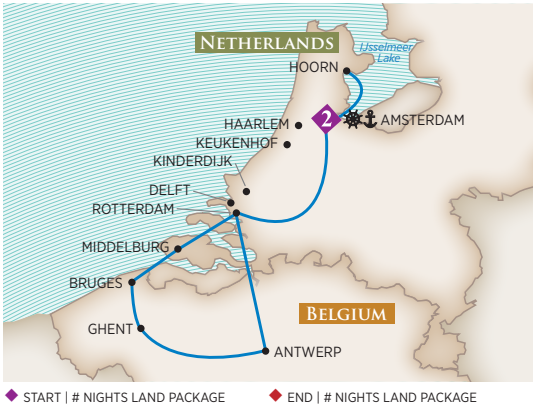 NETHERLANDS
IJsselmeer
Lake
HOORN
2
AMSTERDAM
HAARLEM
KEUKENHOF
KINDERDIJK
DELFT
ROTTERDAM
MIDDELBURG
BRUGES
BELGIUM
GHENT
ANTWERP
START | # NIGHTS LAND PACKAGE
END | # NIGHTS LAND PACKAGE